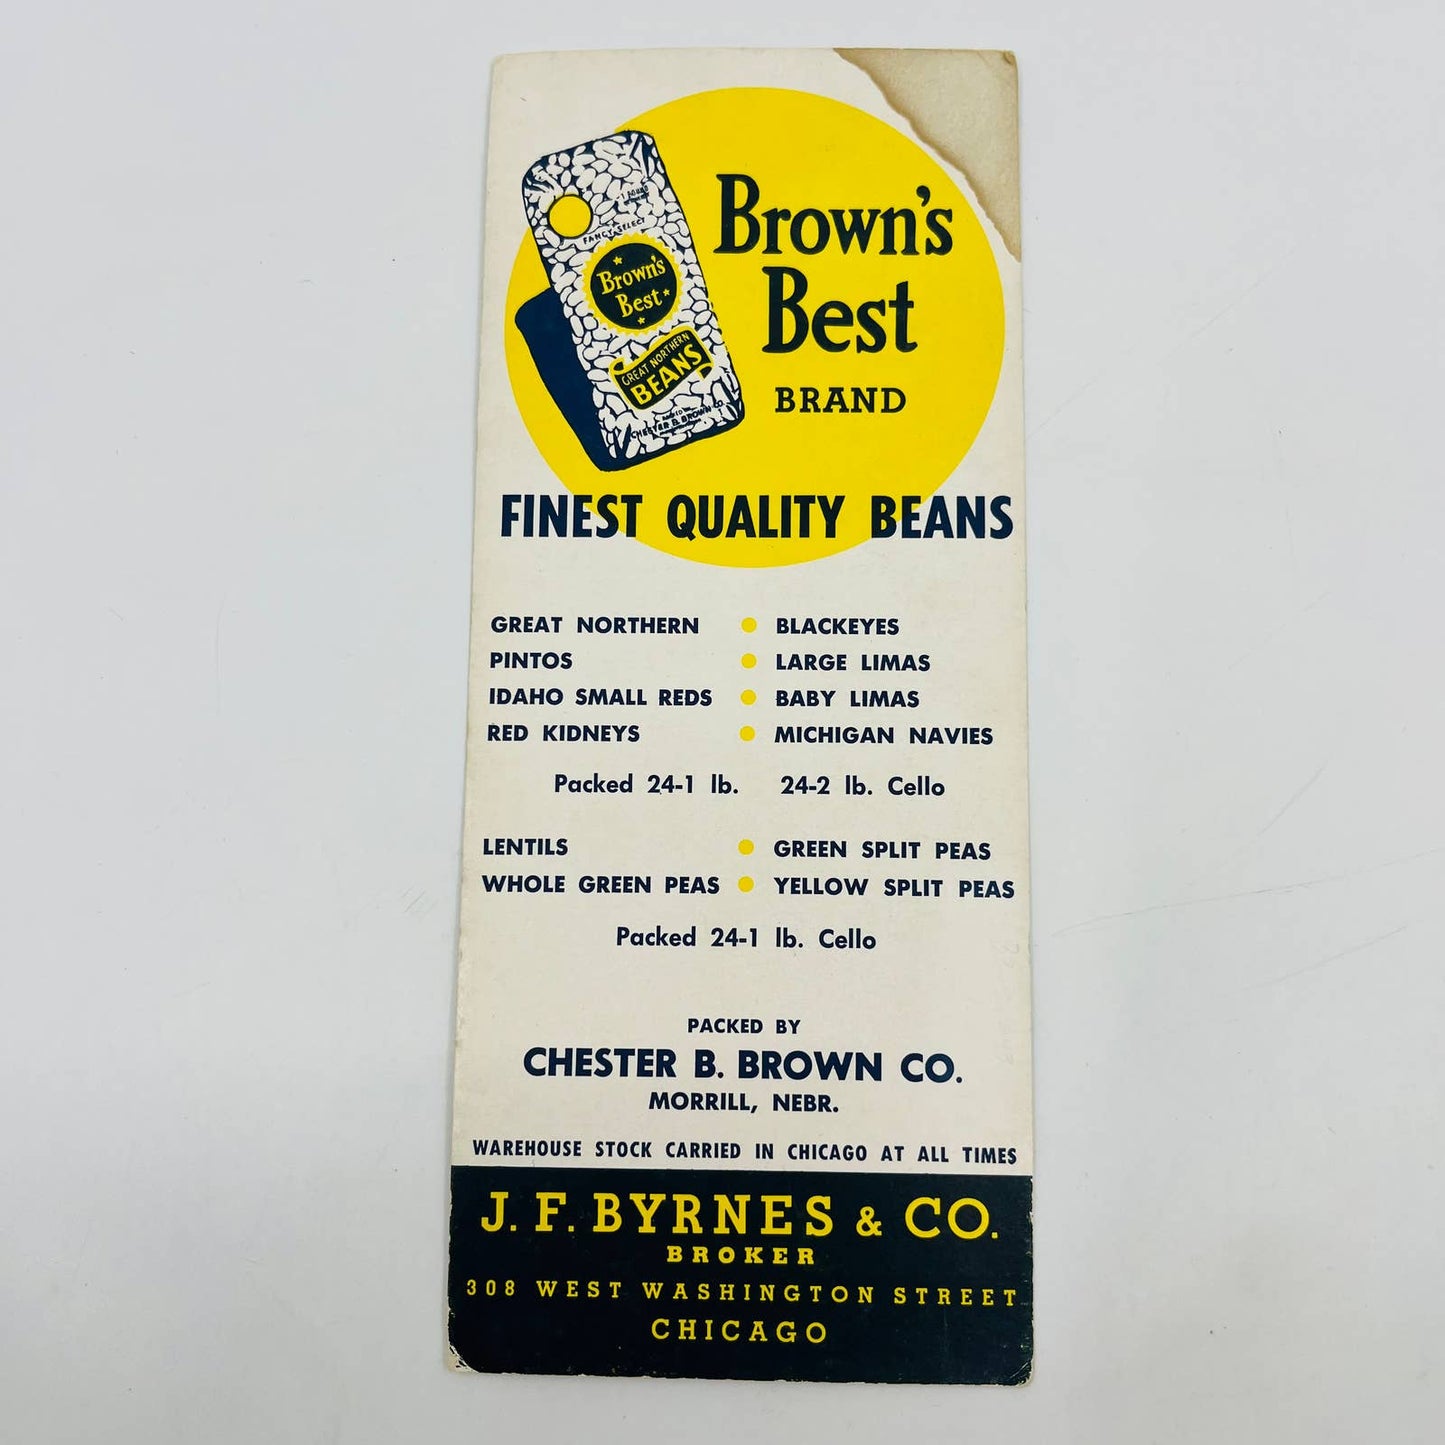 1 POUND
FANCY SELECT
Brown's
Best
GREAT NORTHERN
BEANS
PACKED BY
CHESTER B. BROWN CO.
Brown's
Best
BRAND
FINEST QUALITY BEANS
GREAT NORTHERN ● BLACKEYES
PINTOS ● LARGE LIMAS
IDAHO SMALL REDS ● BABY LIMAS
RED KIDNEYS ● MICHIGAN NAVIES
Packed 24-1 lb. 24-2 lb. Cello
LENTILS ● GREEN SPLIT PEAS
WHOLE GREEN PEAS ● YELLOW SPLIT PEAS
Packed 24-1 lb. Cello
PACKED BY
CHESTER B. BROWN CO.
MORRILL, NEBR.
WAREHOUSE STOCK CARRIED IN CHICAGO AT ALL TIMES
J. F. BYRNES & CO.
BROKER
308 WEST WASHINGTON STREET
CHICAGO